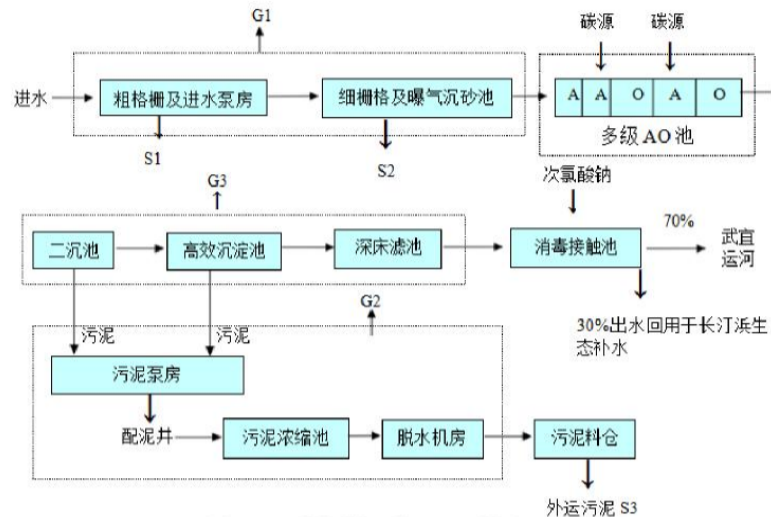 G1
碳源
碳源
进水
粗格栅及进水泵房
细栅格及曝气沉砂池
A
A
O
A
O
多级AO池
S1
S2
G3
次氯酸钠
70%
二沉池
高效沉淀池
深床滤池
消毒接触池
武宜
运河
G2
30%出水回用于长汀浜生
态补水
污泥
污泥
污泥泵房
配泥井
污泥浓缩池
脱水机房
污泥料仓
外运污泥 S3